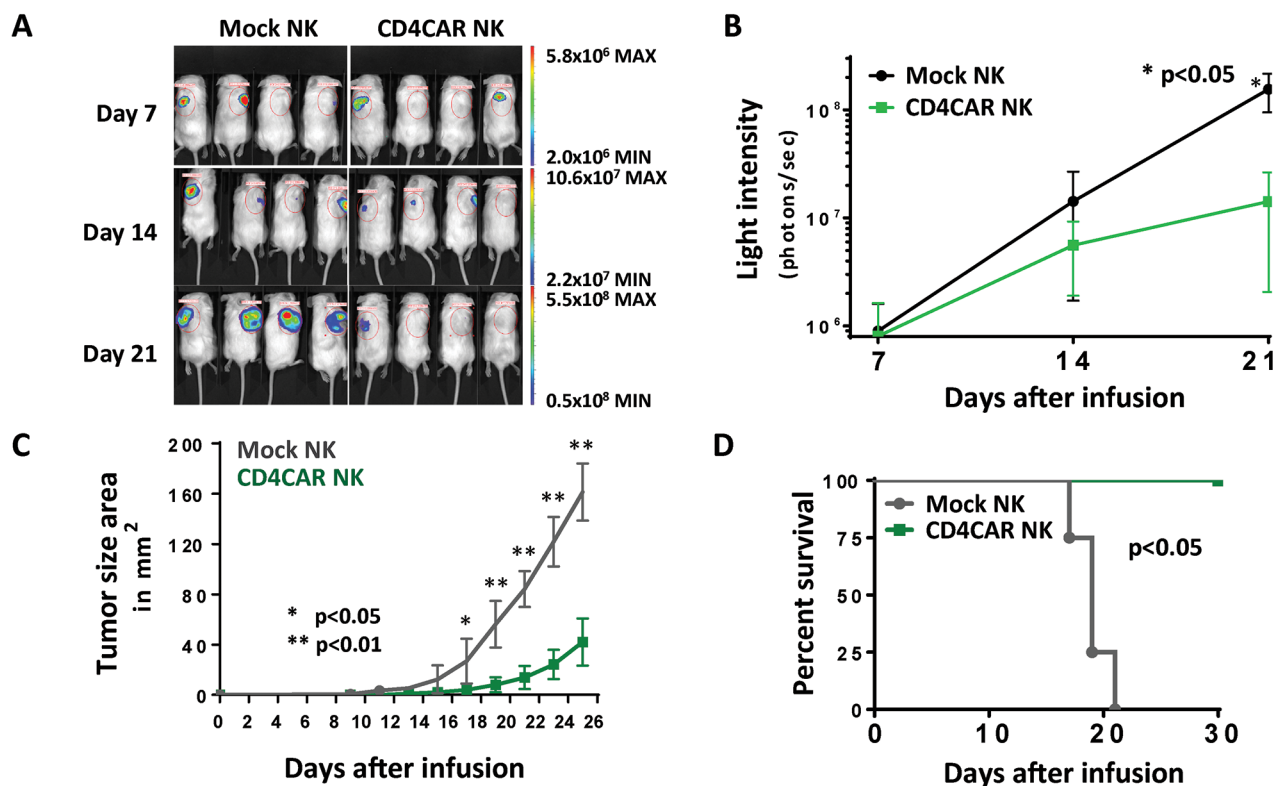 A
Mock NK
CD4CAR NK
Day 7
Day 14
Day 21
5.8x10⁶ MAX
2.0x10⁶ MIN
10.6x10⁷ MAX
2.2x10⁷ MIN
5.5x10⁸ MAX
0.5x10⁸ MIN
B
Mock NK
CD4CAR NK
* p<0.05
*
Light intensity
(ph ot on s/ se c)
10⁸
10⁷
10⁶
7
14
21
Days after infusion
C
Mock NK
CD4CAR NK
Tumor size area
in mm²
200
160
120
80
40
0
* p<0.05
** p<0.01
*
**
**
**
**
0 2 4 6 8 10 12 14 16 18 20 22 24 26
Days after infusion
D
Mock NK
CD4CAR NK
p<0.05
Percent survival
100
75
50
25
0
0 10 20 30
Days after infusion